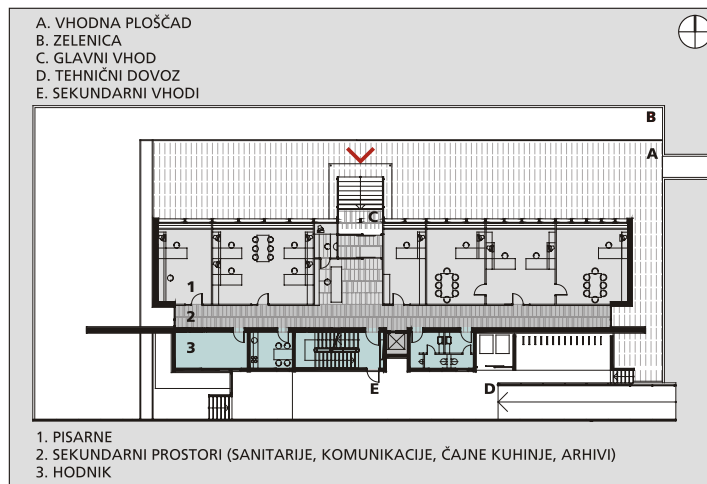 A. VHODNA PLOŠČAD
B. ZELENICA
C. GLAVNI VHOD
D. TEHNIČNI DOVOZ
E. SEKUNDARNI VHODI
B
A
C
1
2
3
E
D
1. PISARNE
2. SEKUNDARNI PROSTORI (SANITARIJE, KOMUNIKACIJE, ČAJNE KUHINJE, ARHIVI)
3. HODNIK